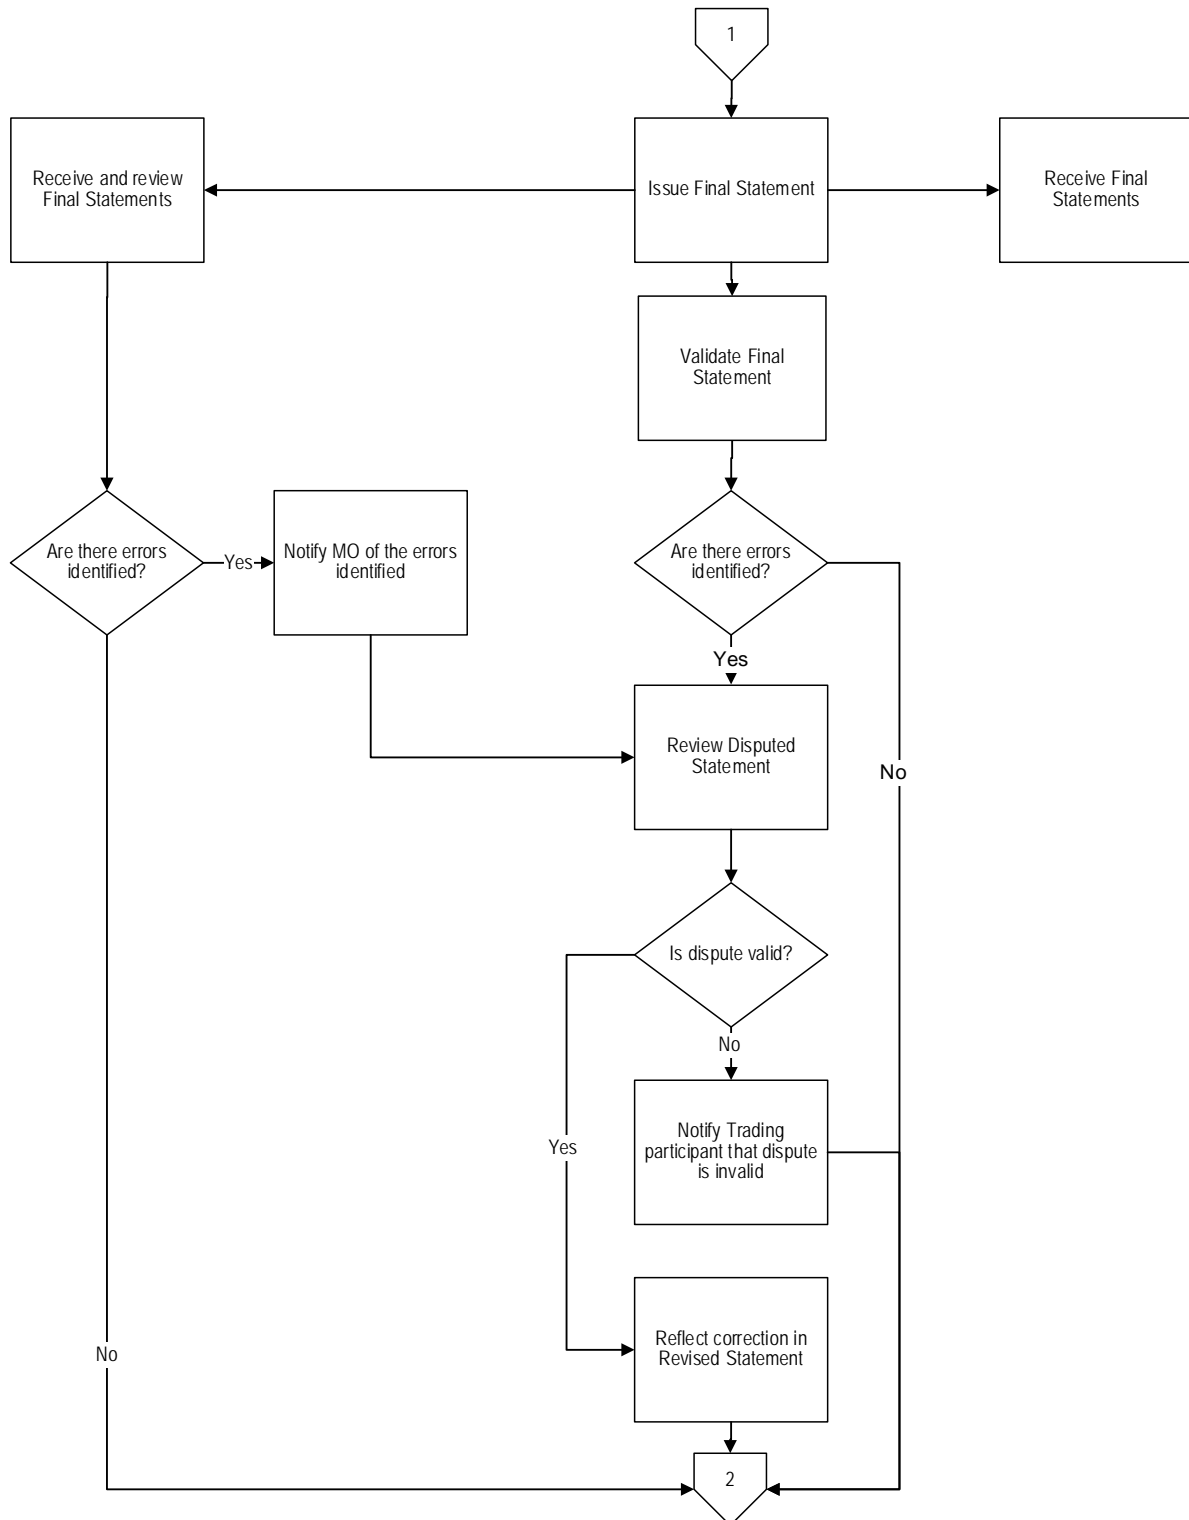 1
Receive and review
Final Statements
Issue Final Statement
Receive Final
Statements
Validate Final
Statement
Are there errors
identified?
Yes
Notify MO of the errors
identified
Are there errors
identified?
Yes
Review Disputed
Statement
No
Is dispute valid?
No
Notify Trading
participant that dispute
is invalid
Yes
Reflect correction in
Revised Statement
No
2